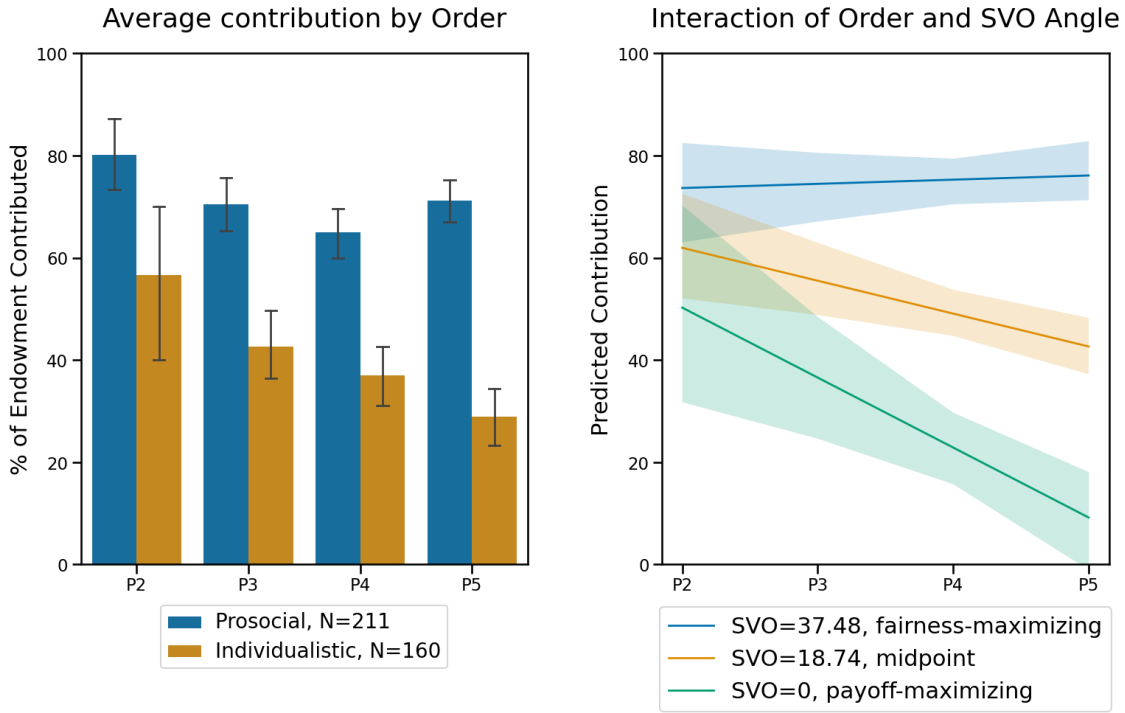 Average contribution by Order
% of Endowment Contributed
100
80
60
40
20
0
P2 P3 P4 P5
Prosocial, N=211
Individualistic, N=160
Interaction of Order and SVO Angle
Predicted Contribution
100
80
60
40
20
0
P2 P3 P4 P5
SVO=37.48, fairness-maximizing
SVO=18.74, midpoint
SVO=0, payoff-maximizing